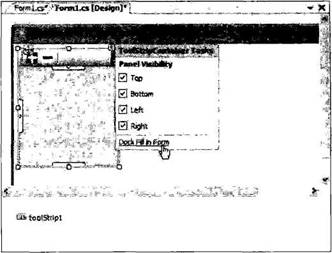 Form1.cs* Form1.cs [Design]*
ToolStripContainer Tasks
Panel Visibility
Top
Bottom
Left
Right
Dock Fill in Form
toolStrip1